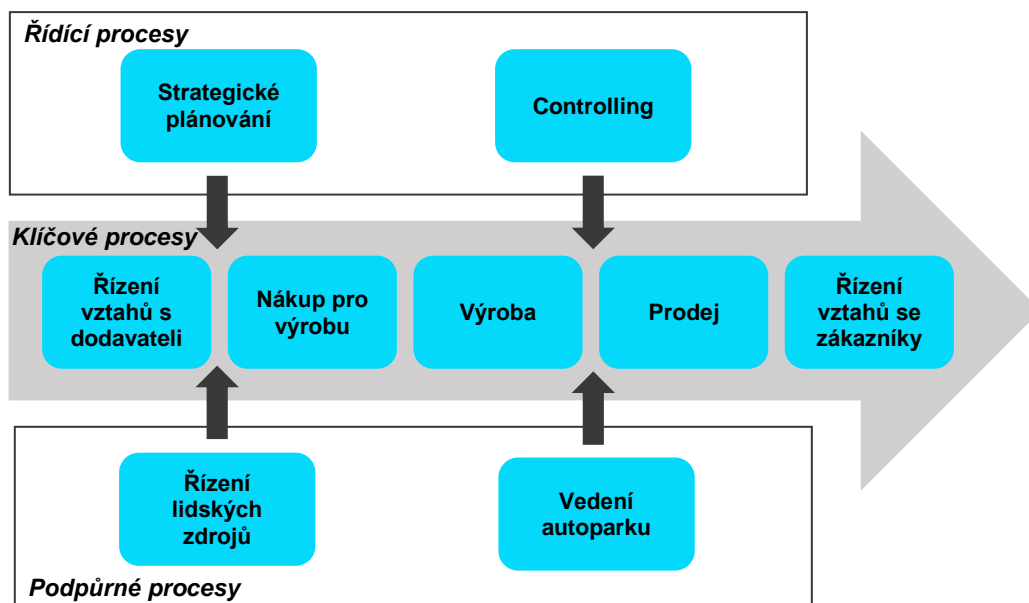 Řídící procesy
Strategické
plánování
Controlling
Klíčové procesy
Řízení
vztahů s
dodavateli
Nákup pro
výrobu
Výroba
Prodej
Řízení
vztahů se
zákazníky
Řízení
lidských
zdrojů
Vedení
autoparku
Podpůrné procesy